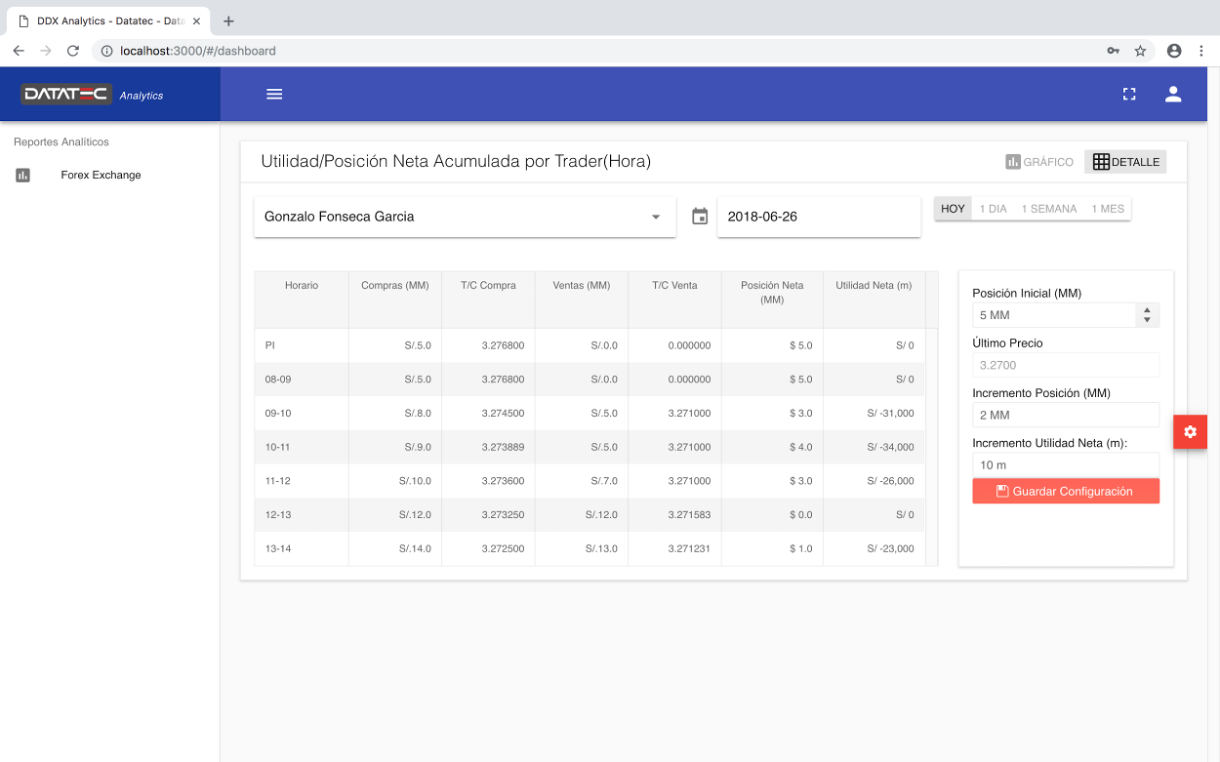 DDX Analytics - Datatec - Data
localhost:3000/#/dashboard
DATATEC Analytics
Reportes Analíticos
Forex Exchange
Utilidad/Posición Neta Acumulada por Trader(Hora)
GRÁFICO DETALLE
Gonzalo Fonseca Garcia
2018-06-26
HOY 1 DIA 1 SEMANA 1 MES
Horario Compras (MM) T/C Compra Ventas (MM) T/C Venta Posición Neta (MM) Utilidad Neta (m)
PI S/.5.0 3.276800 S/.0.0 0.000000 $ 5.0 S/ 0
08-09 S/.5.0 3.276800 S/.0.0 0.000000 $ 5.0 S/ 0
09-10 S/.8.0 3.274500 S/.5.0 3.271000 $ 3.0 S/ -31,000
10-11 S/.9.0 3.273889 S/.5.0 3.271000 $ 4.0 S/ -34,000
11-12 S/.10.0 3.273600 S/.7.0 3.271000 $ 3.0 S/ -26,000
12-13 S/.12.0 3.273250 S/.12.0 3.271583 $ 0.0 S/ 0
13-14 S/.14.0 3.272500 S/.13.0 3.271231 $ 1.0 S/ -23,000
Posición Inicial (MM)
5 MM
Último Precio
3.2700
Incremento Posición (MM)
2 MM
Incremento Utilidad Neta (m):
10 m
Guardar Configuración